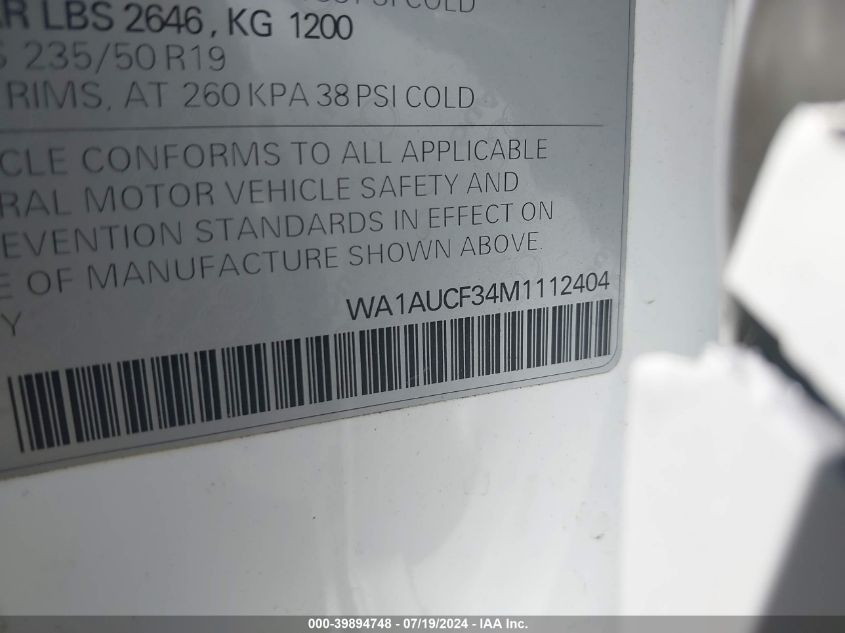 PSI COLD
R LBS 2646, KG 1200
235/50 R19
RIMS, AT 260 KPA 38 PSI COLD
CLE CONFORMS TO ALL APPLICABLE
RAL MOTOR VEHICLE SAFETY AND
EVENTION STANDARDS IN EFFECT ON
E OF MANUFACTURE SHOWN ABOVE.
WA1AUCF34M1112404
Y
000-39894748 - 07/19/2024 - IAA Inc.